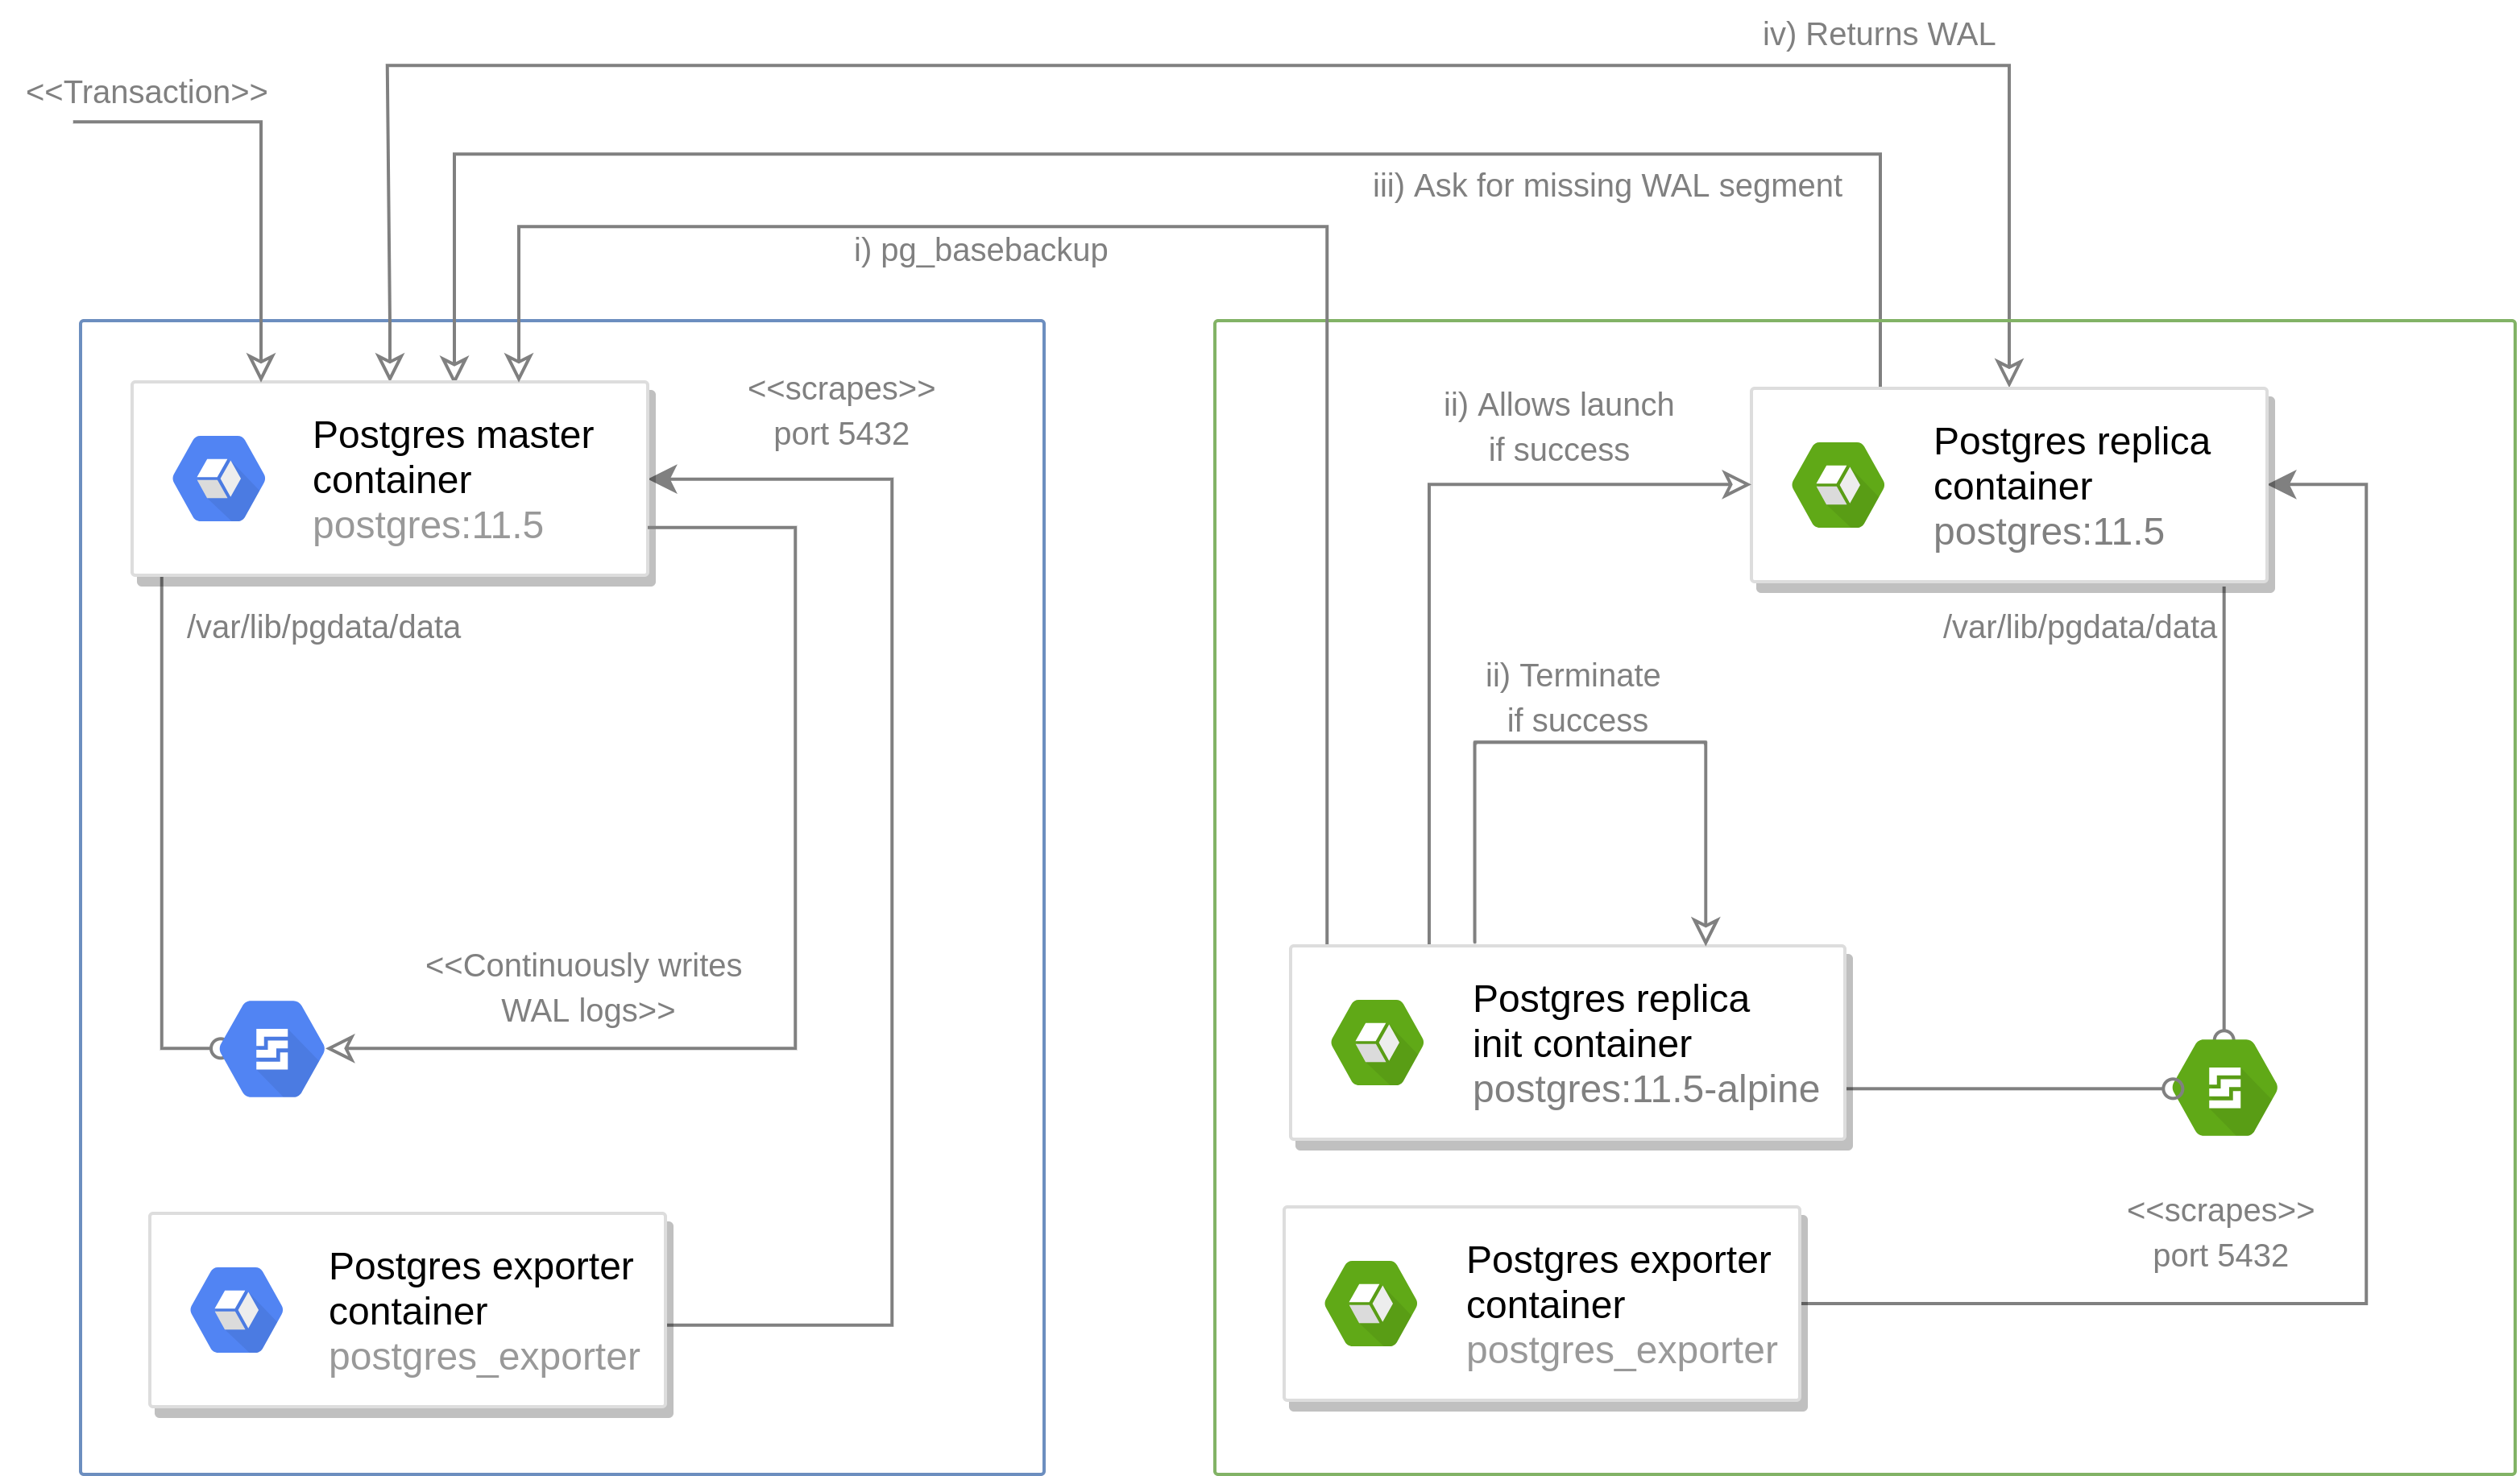 iv) Returns WAL
<<Transaction>>
iii) Ask for missing WAL segment
i) pg_basebackup
<<scrapes>>
port 5432
Postgres master
container
postgres:11.5
/var/lib/pgdata/data
<<Continuously writes
WAL logs>>
Postgres exporter
container
postgres_exporter
ii) Allows launch
if success
Postgres replica
container
postgres:11.5
/var/lib/pgdata/data
ii) Terminate
if success
Postgres replica
init container
postgres:11.5-alpine
<<scrapes>>
port 5432
Postgres exporter
container
postgres_exporter